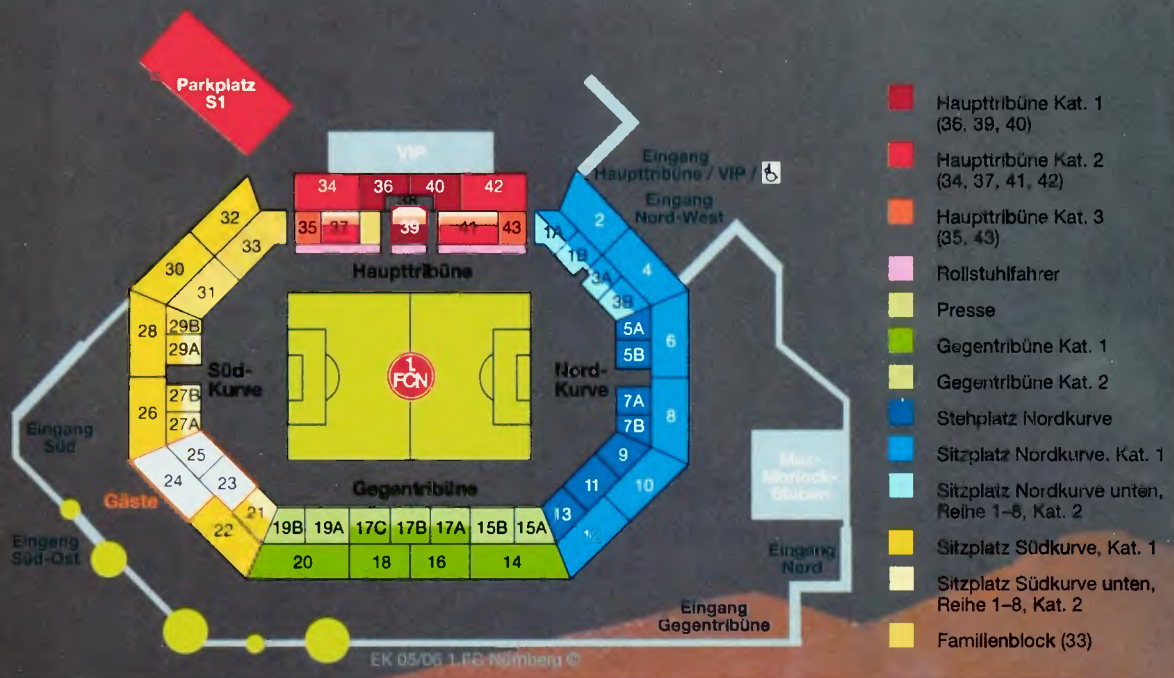 Parkplatz
S1
VIP
34
36
40
42
38
35
37
39
41
43
Haupttribüne
32
33
30
31
28
29B
29A
27B
27A
26
25
24
23
22
21
Süd-
Kurve
Eingang
Süd
Eingang
Süd-Ost
Gäste
1.
FCN
Nord-
Kurve
Eingang
Haupttribüne / VIP /
Eingang
Nord-West
1A
1B
2
3A
3B
4
5A
5B
6
7A
7B
8
9
10
11
12
13
Gegentribüne
19B
19A
17C
17B
17A
15B
15A
20
18
16
14
Max-
Morlock-
Stuben
Eingang
Nord
Eingang
Gegentribüne
EK 05/06 1.FC Nürnberg ©
Haupttribüne Kat. 1
(36, 39, 40)
Haupttribüne Kat. 2
(34, 37, 41, 42)
Haupttribüne Kat. 3
(35, 43)
Rollstuhlfahrer
Presse
Gegentribüne Kat. 1
Gegentribüne Kat. 2
Stehplatz Nordkurve
Sitzplatz Nordkurve, Kat. 1
Sitzplatz Nordkurve unten,
Reihe 1–8, Kat. 2
Sitzplatz Südkurve, Kat. 1
Sitzplatz Südkurve unten,
Reihe 1–8, Kat. 2
Familienblock (33)